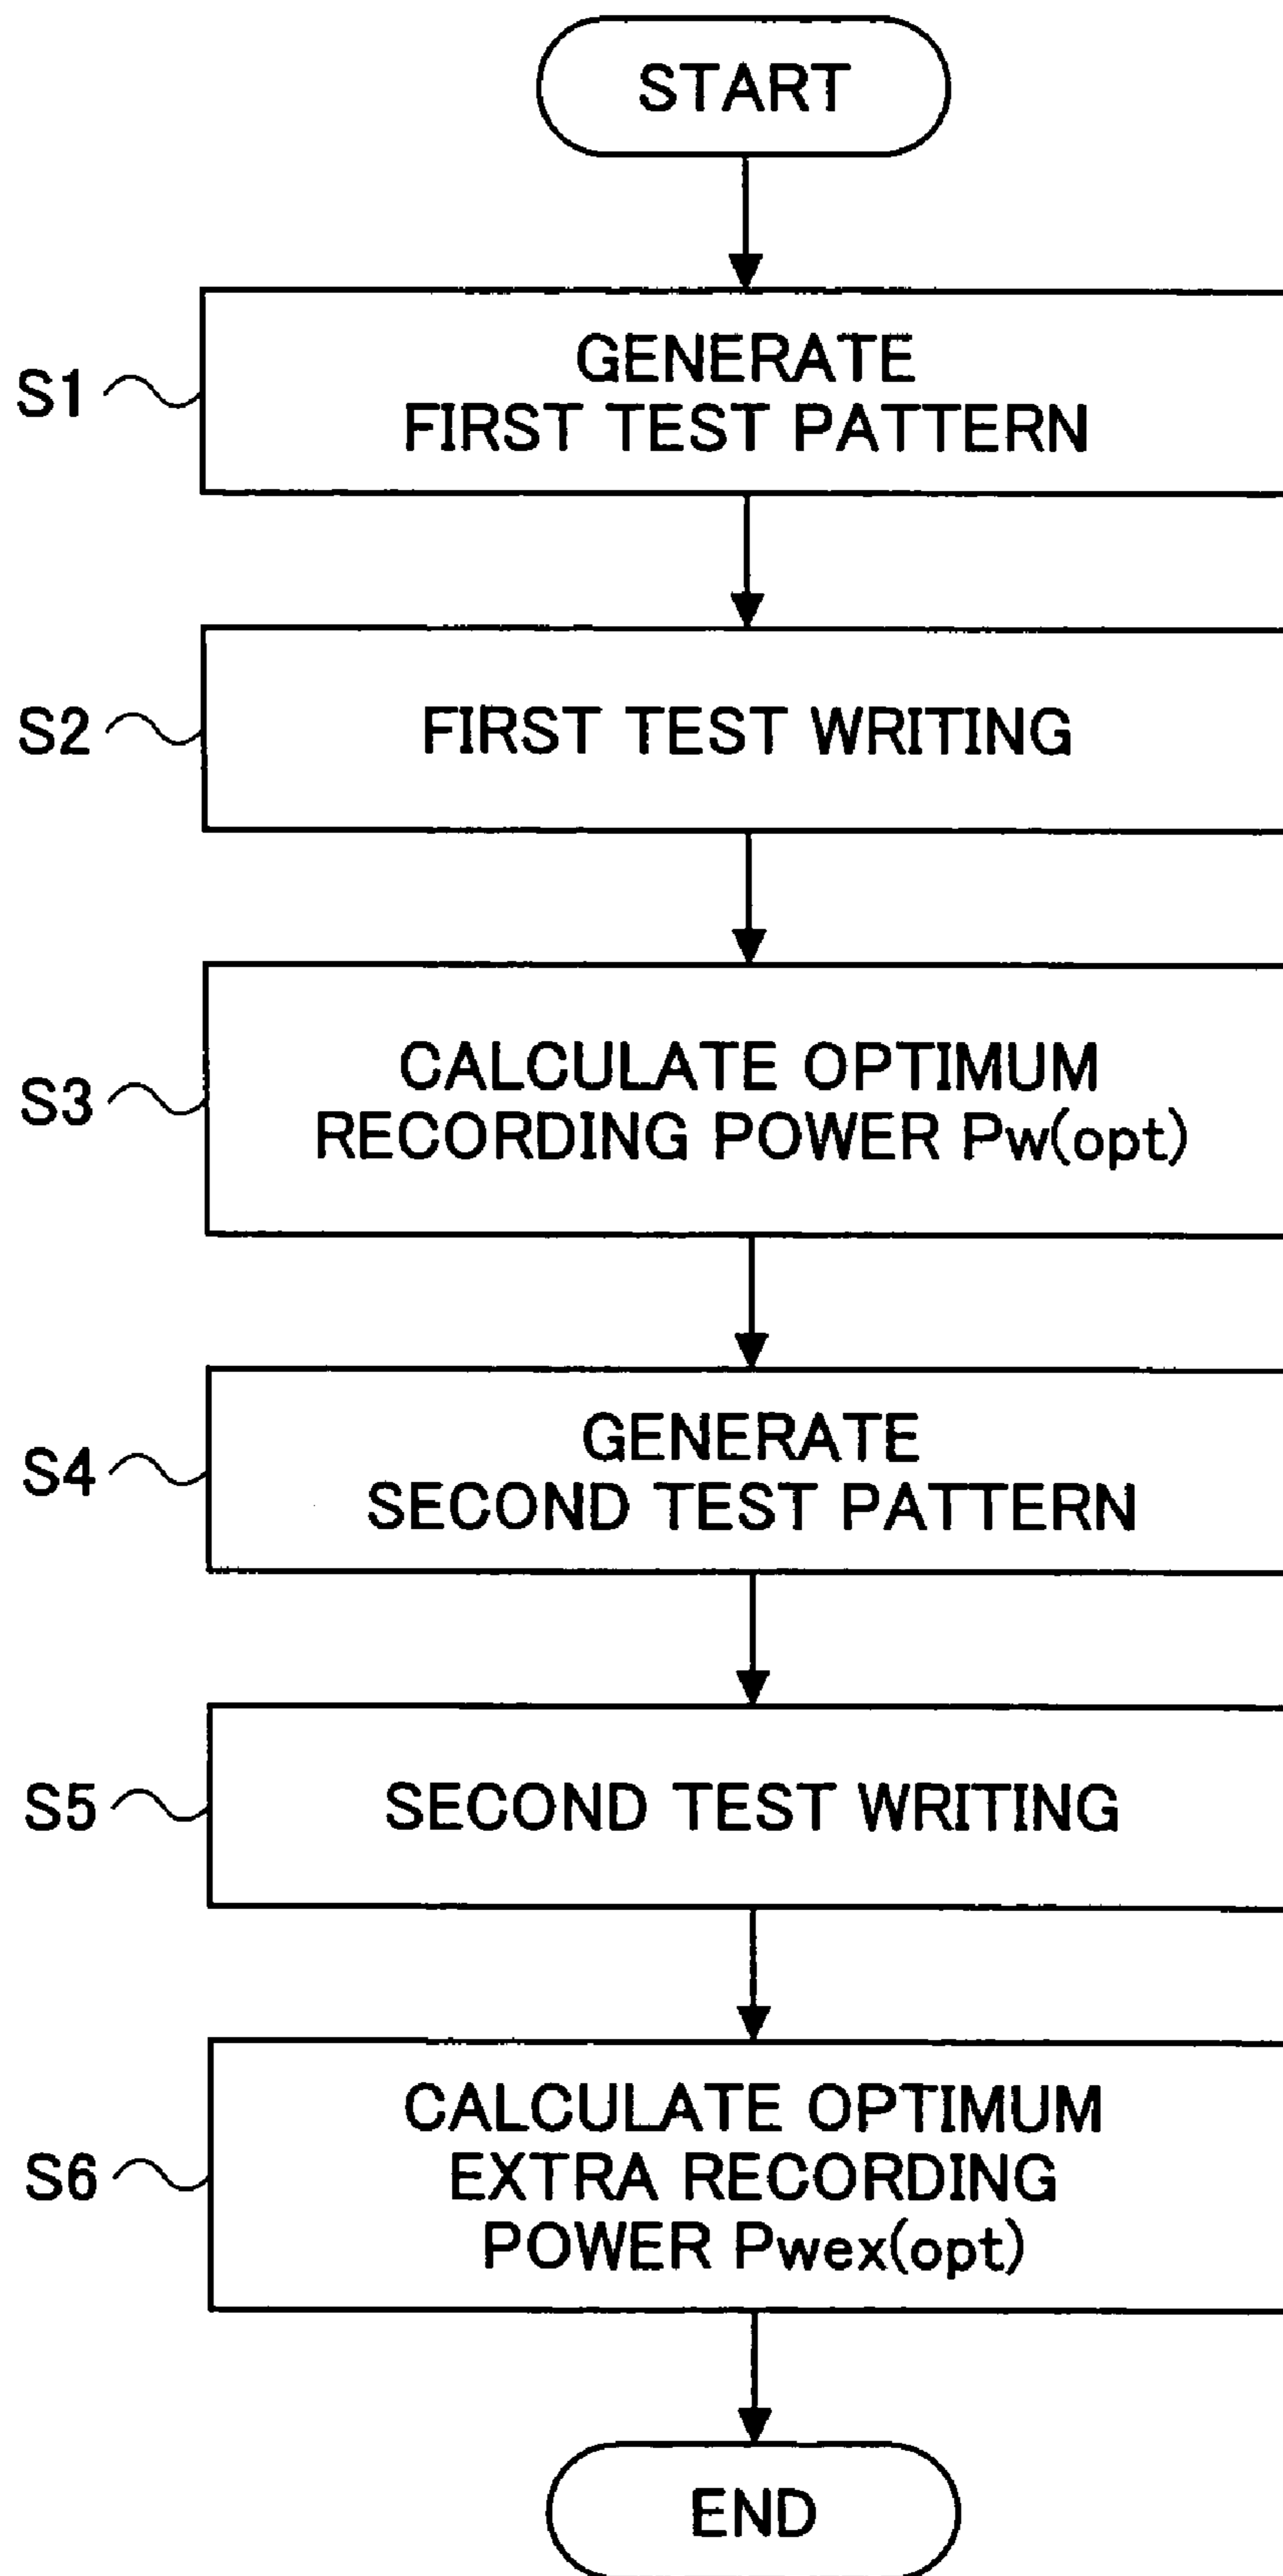 START
S1
GENERATE
FIRST TEST PATTERN
S2
FIRST TEST WRITING
S3
CALCULATE OPTIMUM
RECORDING POWER Pw(opt)
S4
GENERATE
SECOND TEST PATTERN
S5
SECOND TEST WRITING
S6
CALCULATE OPTIMUM
EXTRA RECORDING
POWER Pwex(opt)
END